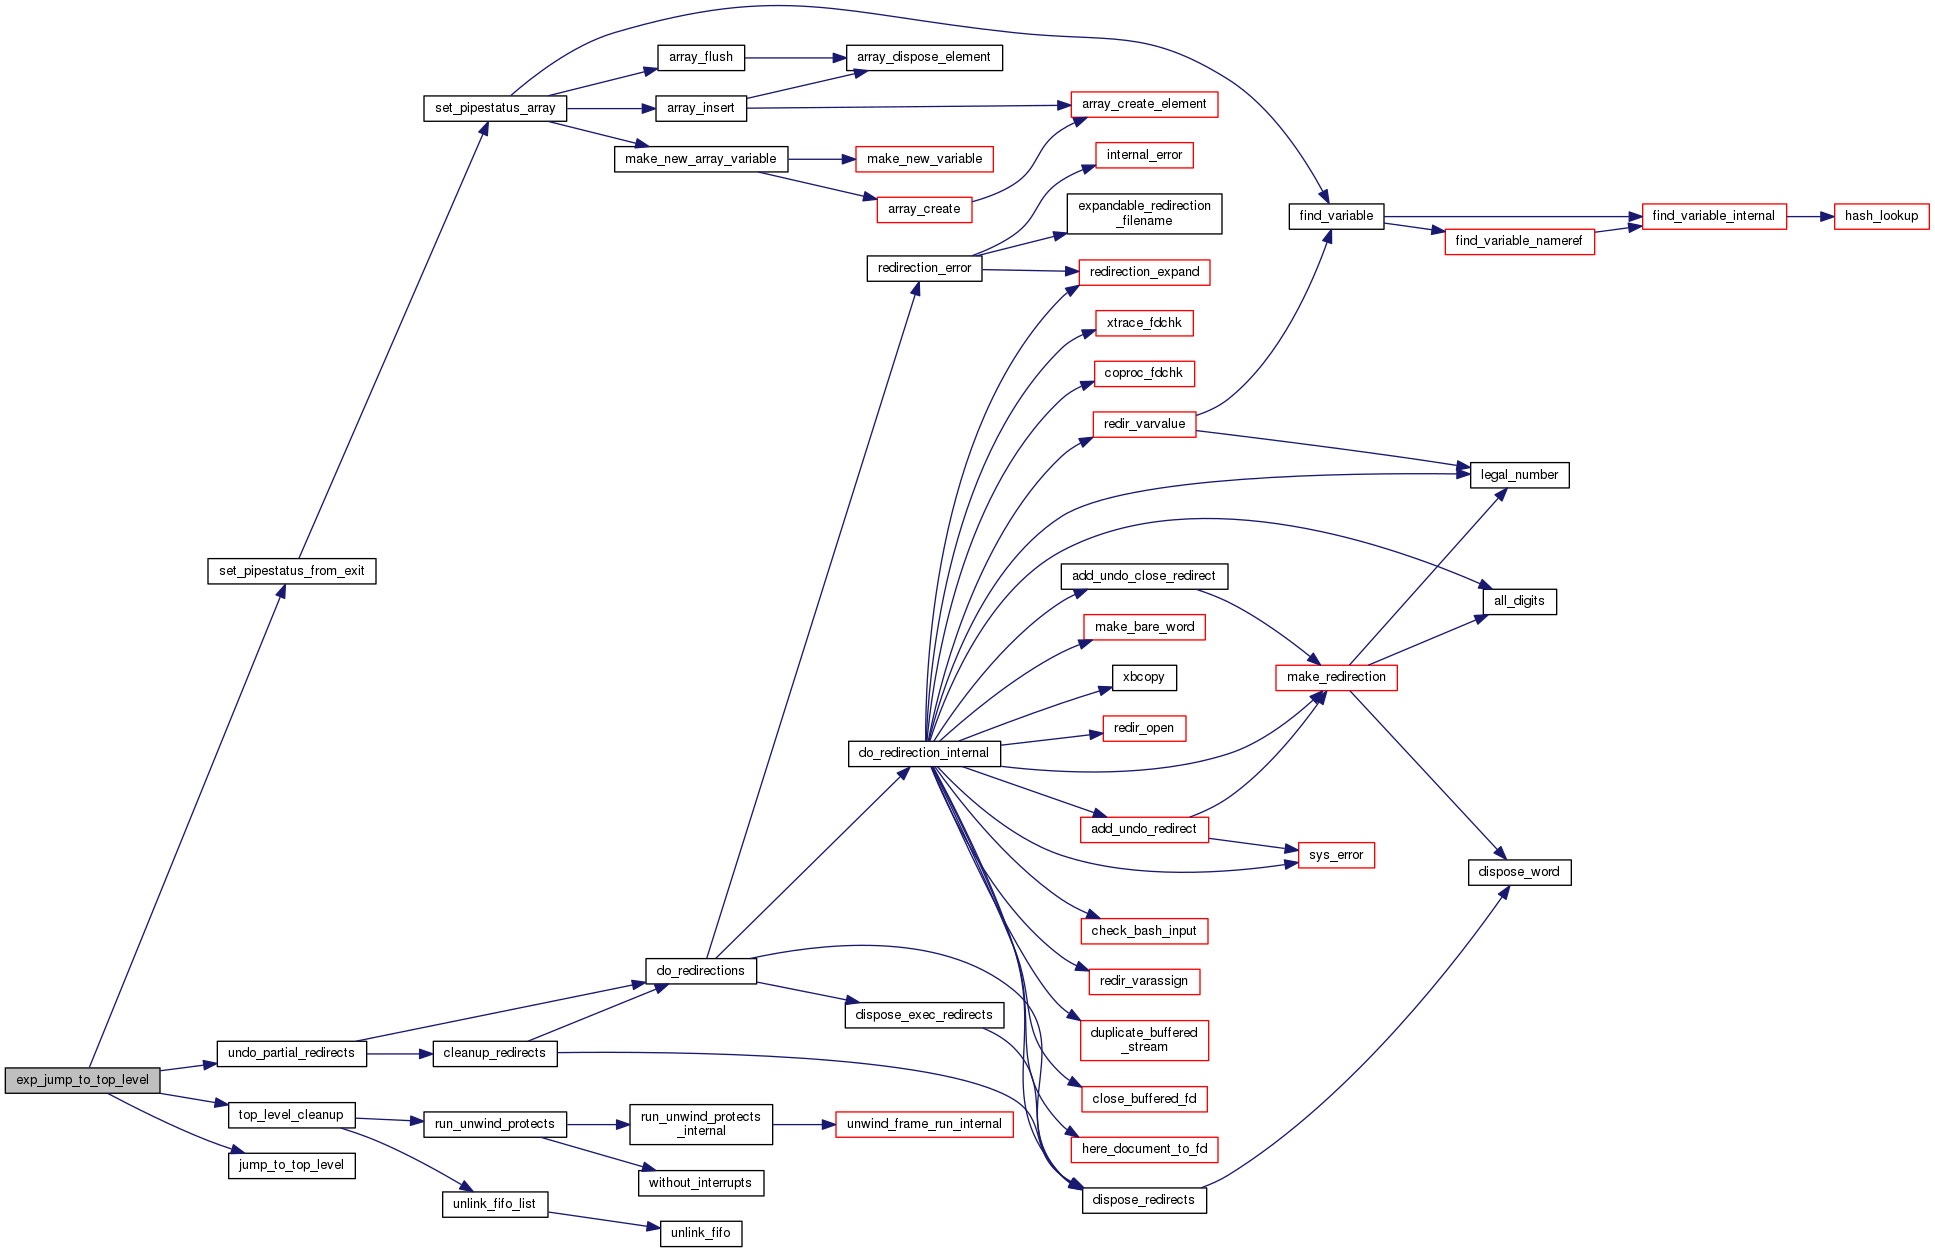 exp_jump_to_top_level
set_pipestatus_from_exit
undo_partial_redirects
top_level_cleanup
jump_to_top_level
set_pipestatus_array
cleanup_redirects
run_unwind_protects
unlink_fifo_list
array_flush
array_insert
make_new_array_variable
do_redirections
run_unwind_protects
_internal
without_interrupts
unlink_fifo
array_dispose_element
make_new_variable
array_create
redirection_error
do_redirection_internal
dispose_exec_redirects
unwind_frame_run_internal
array_create_element
internal_error
expandable_redirection
_filename
redirection_expand
xtrace_fdchk
coproc_fdchk
redir_varvalue
add_undo_close_redirect
make_bare_word
xbcopy
redir_open
add_undo_redirect
check_bash_input
redir_varassign
duplicate_buffered
_stream
close_buffered_fd
here_document_to_fd
dispose_redirects
find_variable
make_redirection
sys_error
find_variable_nameref
legal_number
all_digits
dispose_word
find_variable_internal
hash_lookup